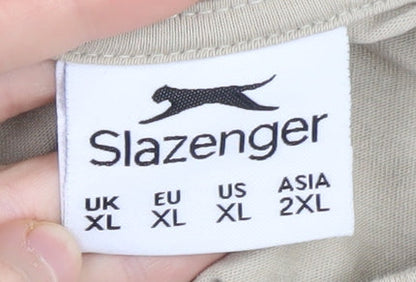 Slazenger
UK EU US ASIA
XL XL XL 2XL